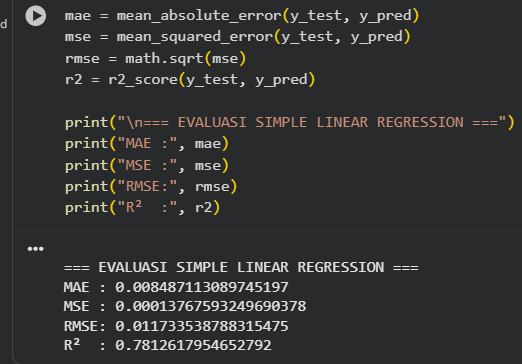 d
mae = mean_absolute_error(y_test, y_pred)
mse = mean_squared_error(y_test, y_pred)
rmse = math.sqrt(mse)
r2 = r2_score(y_test, y_pred)
print("\n=== EVALUASI SIMPLE LINEAR REGRESSION ===")
print("MAE :", mae)
print("MSE :", mse)
print("RMSE:", rmse)
print("R²  :", r2)
=== EVALUASI SIMPLE LINEAR REGRESSION ===
MAE : 0.008487113089745197
MSE : 0.00013767593249690378
RMSE: 0.011733538788315475
R²  : 0.7812617954652792